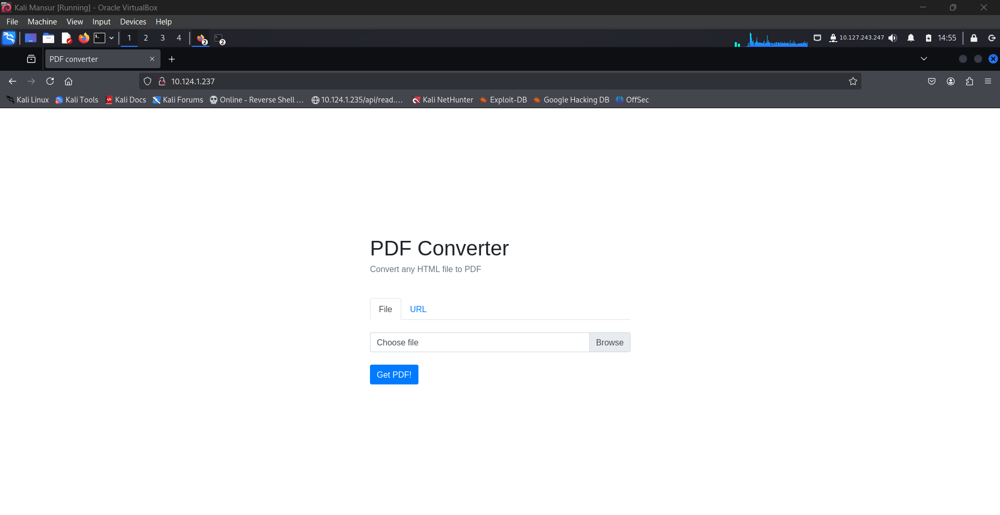 Kali Mansur [Running] - Oracle VirtualBox
File Machine View Input Devices Help
1 2 3 4 2 2 10.127.243.247 14:55
PDF converter
10.124.1.237
Kali Linux Kali Tools Kali Docs Kali Forums Online - Reverse Shell ... 10.124.1.235/api/read.... Kali NetHunter Exploit-DB Google Hacking DB OffSec
PDF Converter
Convert any HTML file to PDF
File URL
Choose file Browse
Get PDF!